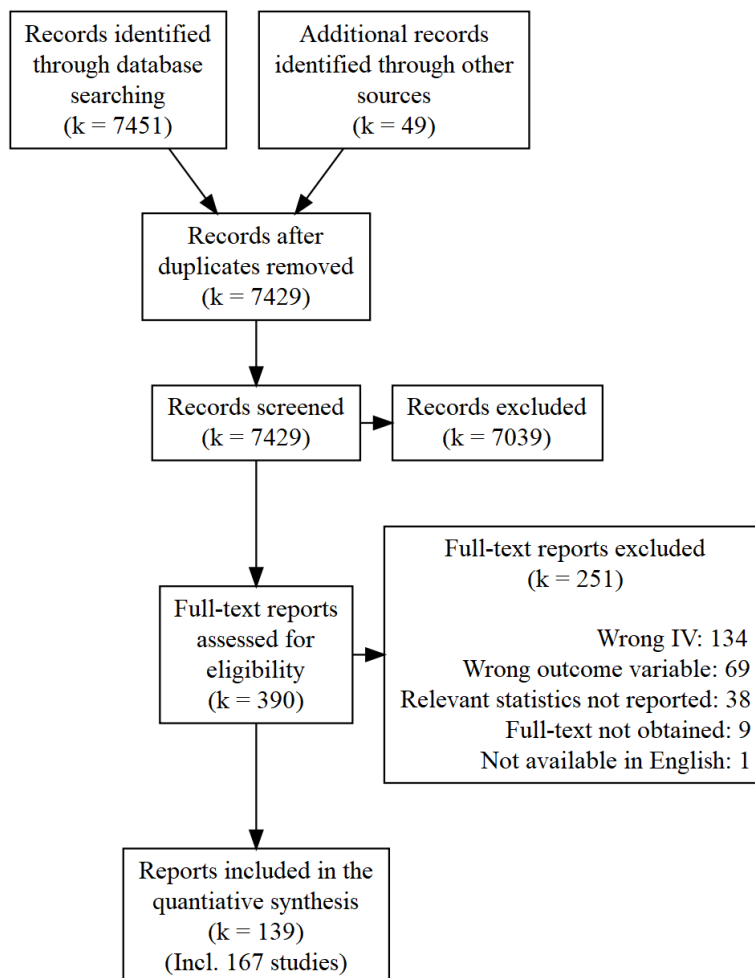 Records identified
through database
searching
(k = 7451)
Additional records
identified through other
sources
(k = 49)
Records after
duplicates removed
(k = 7429)
Records screened
(k = 7429)
Records excluded
(k = 7039)
Full-text reports
assessed for
eligibility
(k = 390)
Full-text reports excluded
(k = 251)
Wrong IV: 134
Wrong outcome variable: 69
Relevant statistics not reported: 38
Full-text not obtained: 9
Not available in English: 1
Reports included in the
quantiative synthesis
(k = 139)
(Incl. 167 studies)